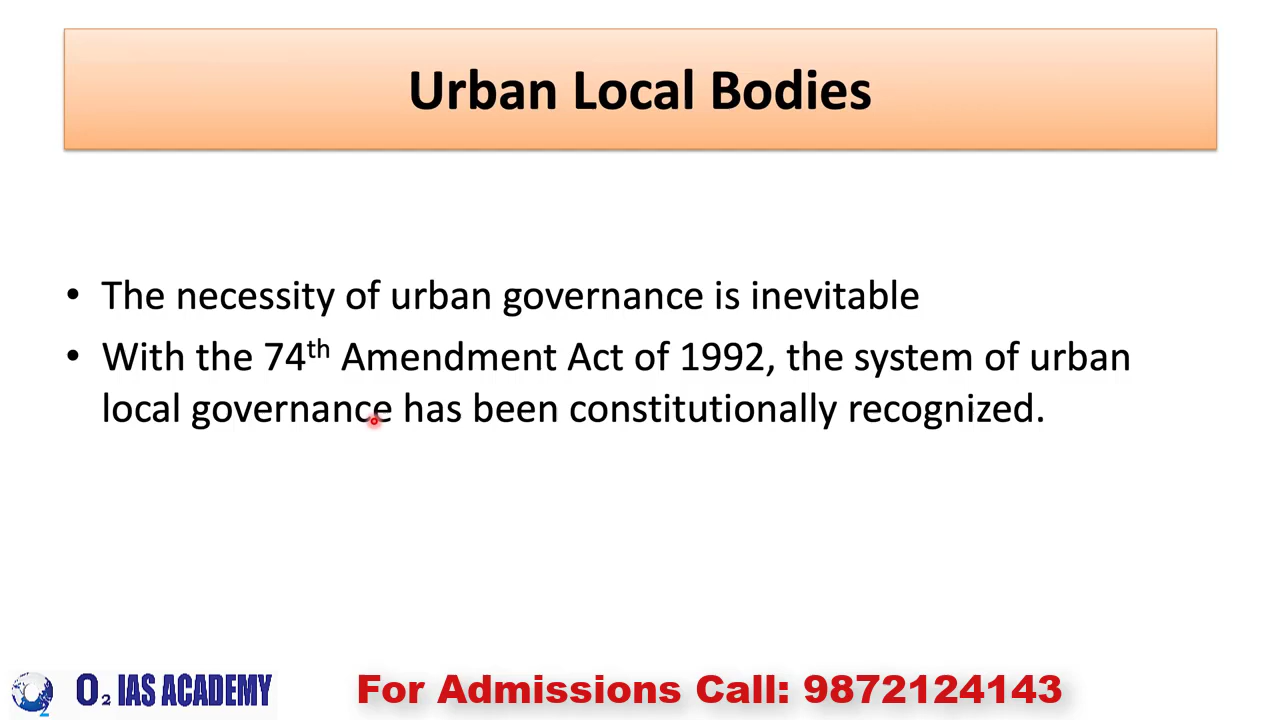 Urban Local Bodies
• The necessity of urban governance is inevitable
• With the 74th Amendment Act of 1992, the system of urban
local governance has been constitutionally recognized.
O2 IAS ACADEMY
For Admissions Call: 9872124143